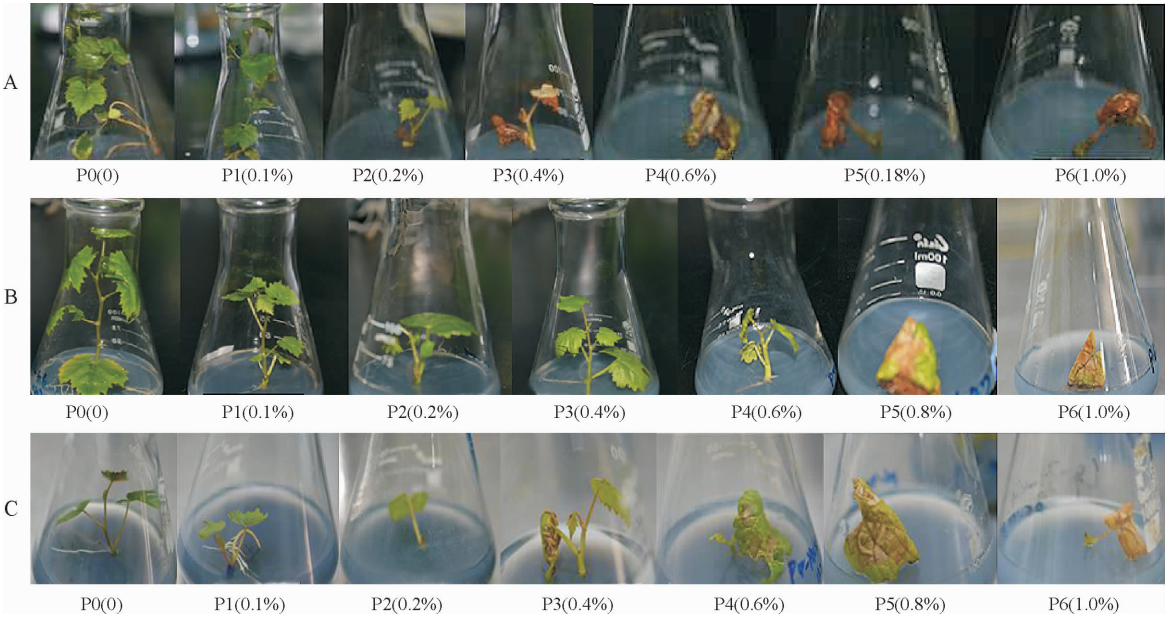 A
P0(0) P1(0.1%) P2(0.2%) P3(0.4%) P4(0.6%) P5(0.18%) P6(1.0%)
B
100ml
P0(0) P1(0.1%) P2(0.2%) P3(0.4%) P4(0.6%) P5(0.8%) P6(1.0%)
C
P0(0) P1(0.1%) P2(0.2%) P3(0.4%) P4(0.6%) P5(0.8%) P6(1.0%)